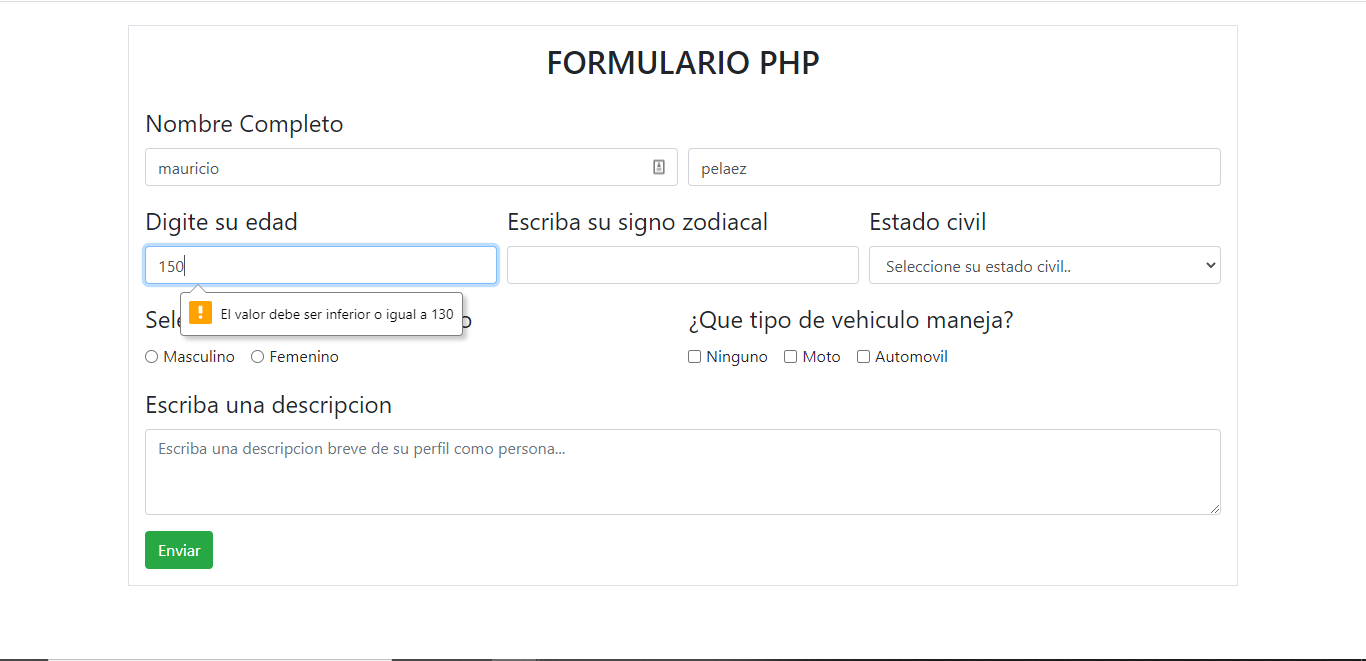 FORMULARIO PHP
Nombre Completo
mauricio
pelaez
Digite su edad
Escriba su signo zodiacal
Estado civil
150
Seleccione su estado civil..
! El valor debe ser inferior o igual a 130
¿Que tipo de vehiculo maneja?
Masculino
Femenino
Ninguno
Moto
Automovil
Escriba una descripcion
Escriba una descripcion breve de su perfil como persona...
Enviar